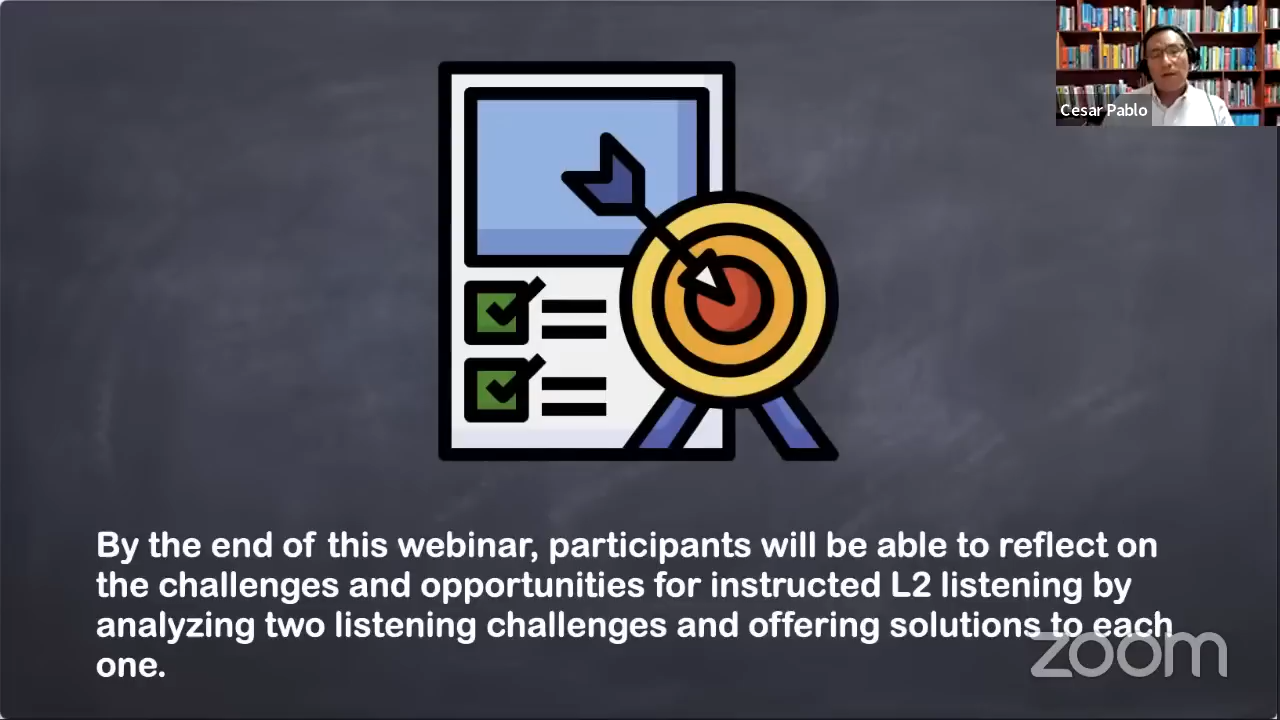 Cesar Pablo
By the end of this webinar, participants will be able to reflect on
the challenges and opportunities for instructed L2 listening by
analyzing two listening challenges and offering solutions to each
one.
zoom